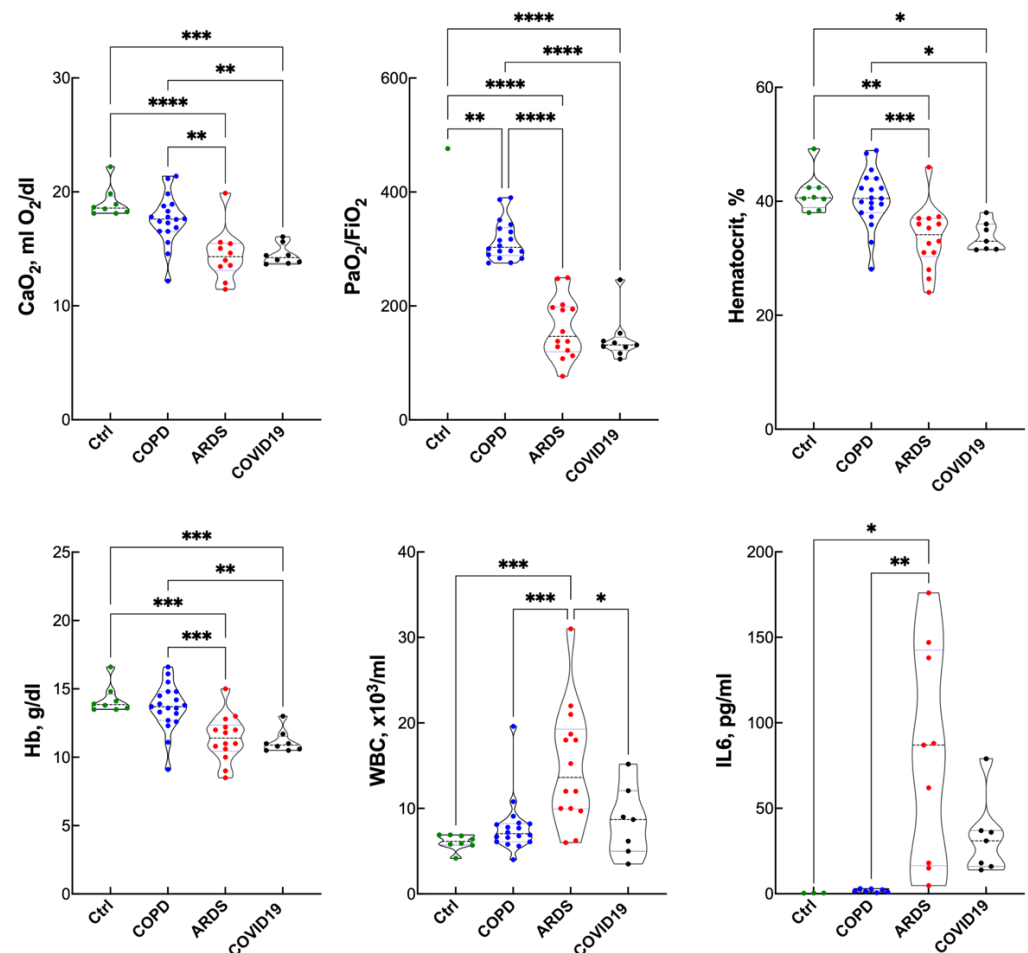 CaO₂, ml O₂/dl
30
20
10
0
***
**
****
**
Ctrl
COPD
ARDS
COVID19
PaO₂/FiO₂
600
400
200
0
****
****
****
**
****
Ctrl
COPD
ARDS
COVID19
Hematocrit, %
60
40
20
0
*
*
**
***
Ctrl
COPD
ARDS
COVID19
Hb, g/dl
25
20
15
10
5
0
***
**
***
***
Ctrl
COPD
ARDS
COVID19
WBC, x10³/ml
40
30
20
10
0
***
***
*
Ctrl
COPD
ARDS
COVID19
IL6, pg/ml
200
150
100
50
0
*
**
Ctrl
COPD
ARDS
COVID19